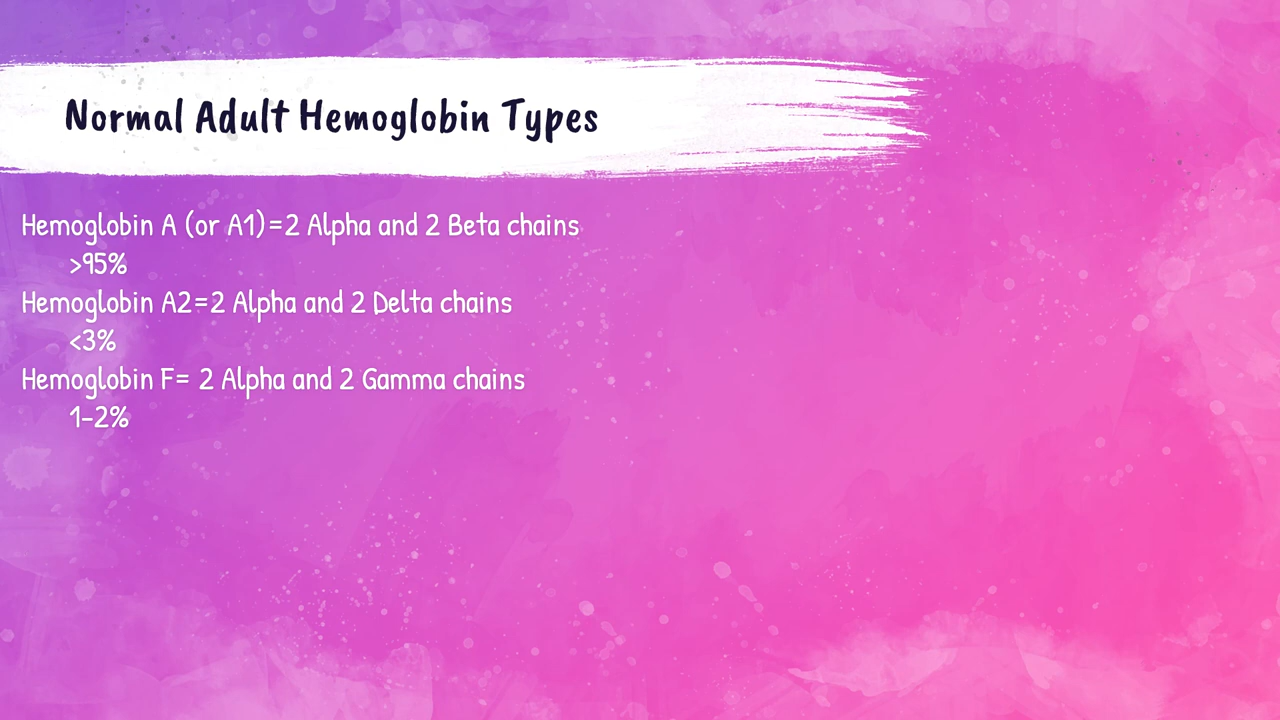 Normal Adult Hemoglobin Types
Hemoglobin A (or A1)=2 Alpha and 2 Beta chains
>95%
Hemoglobin A2=2 Alpha and 2 Delta chains
<3%
Hemoglobin F= 2 Alpha and 2 Gamma chains
1-2%